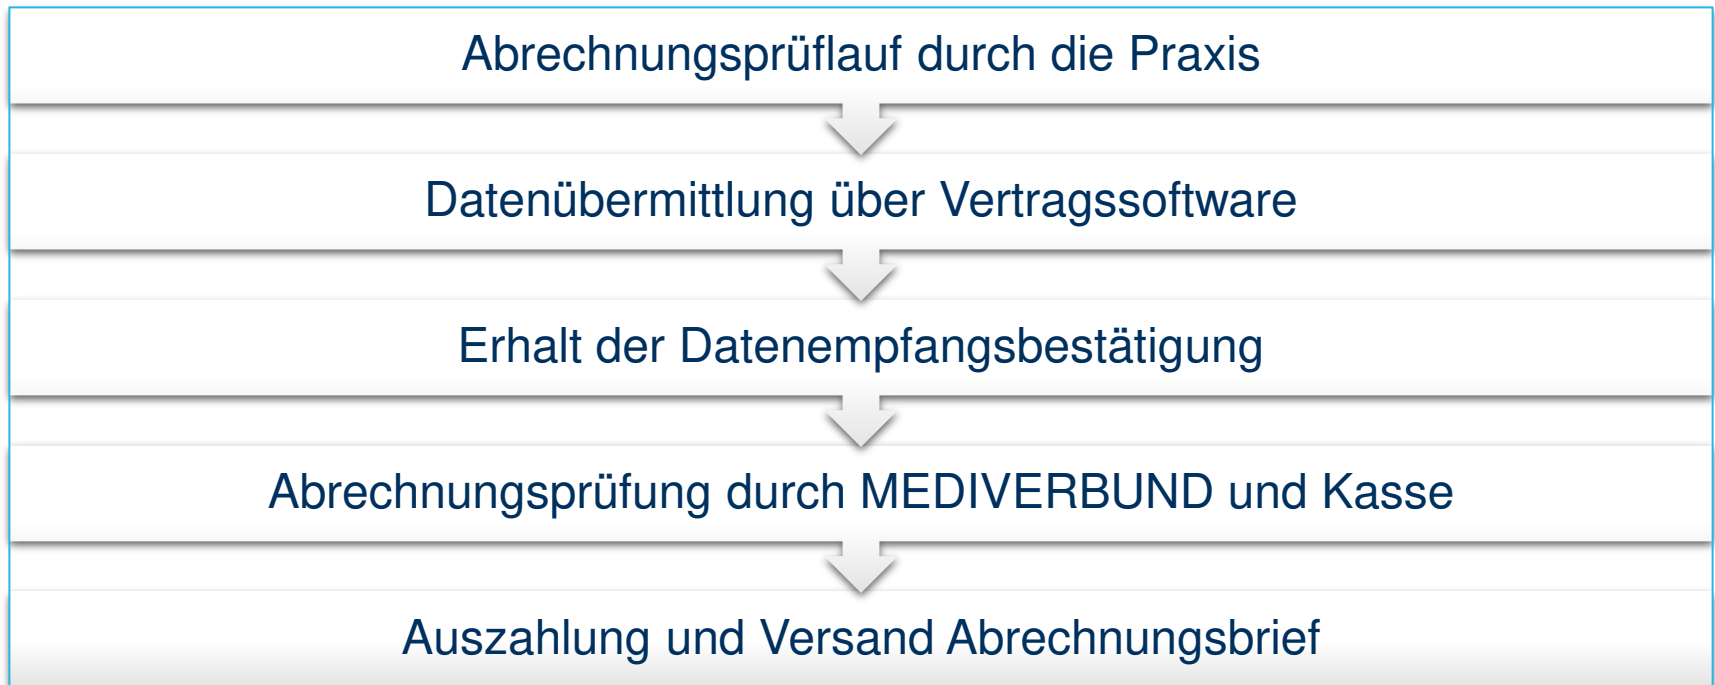 Abrechnungsprüflauf durch die Praxis
Datenübermittlung über Vertragssoftware
Erhalt der Datenempfangsbestätigung
Abrechnungsprüfung durch MEDIVERBUND und Kasse
Auszahlung und Versand Abrechnungsbrief